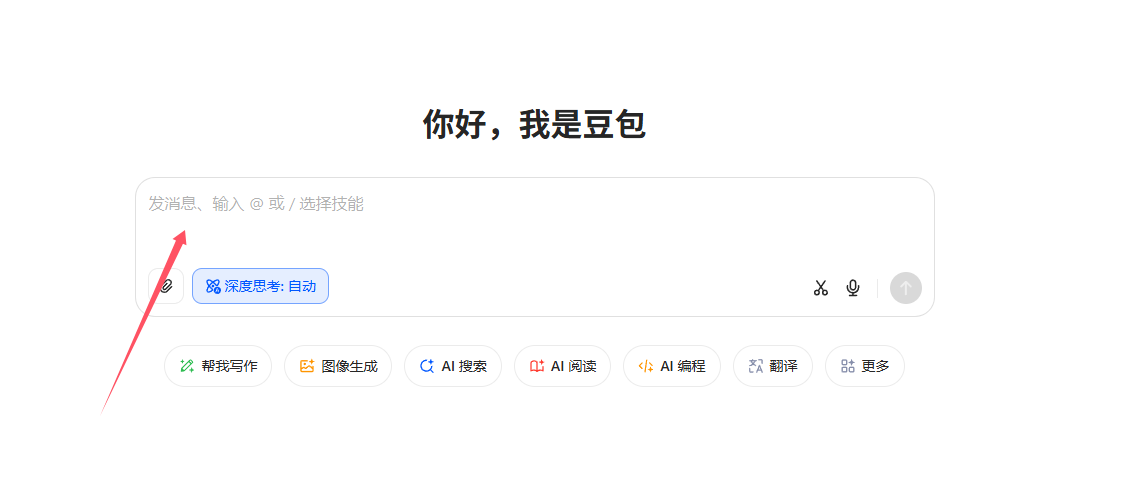 你好，我是豆包
发消息、输入 @ 或 / 选择技能
深度思考: 自动
帮我写作 图像生成 AI 搜索 AI 阅读 AI 编程 翻译 更多